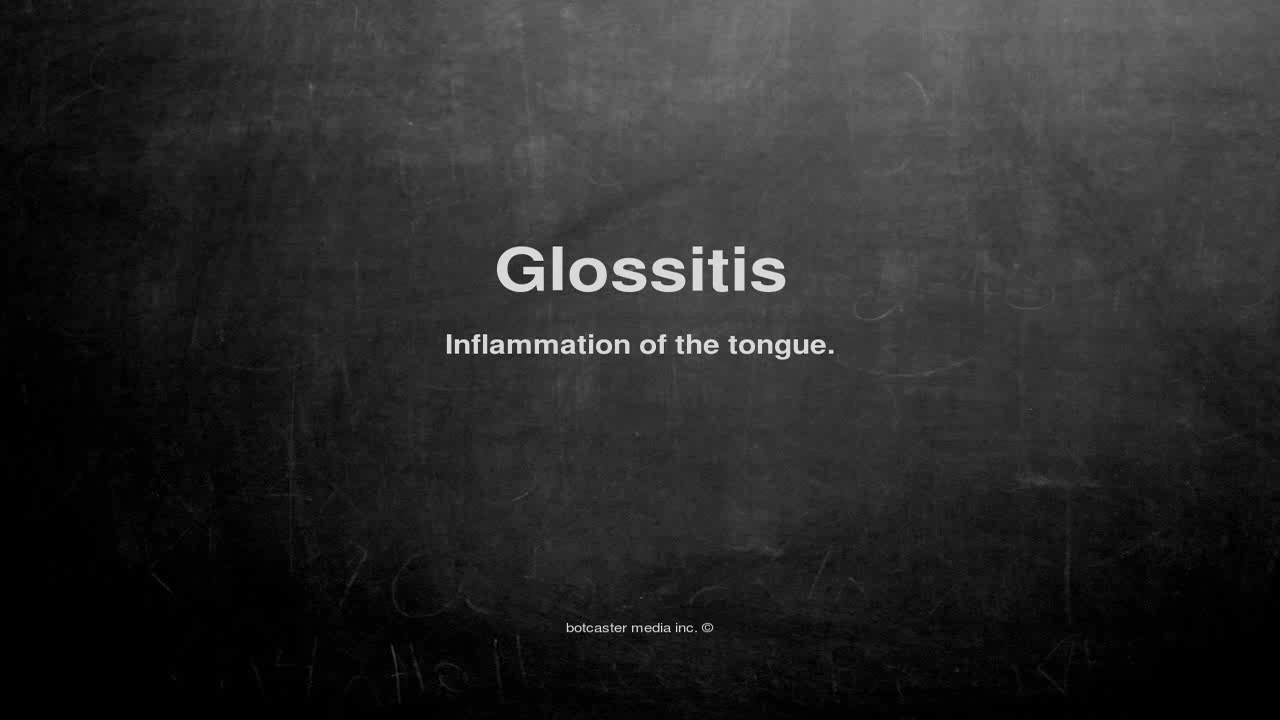 Glossitis
Inflammation of the tongue.
botcaster media inc. ©